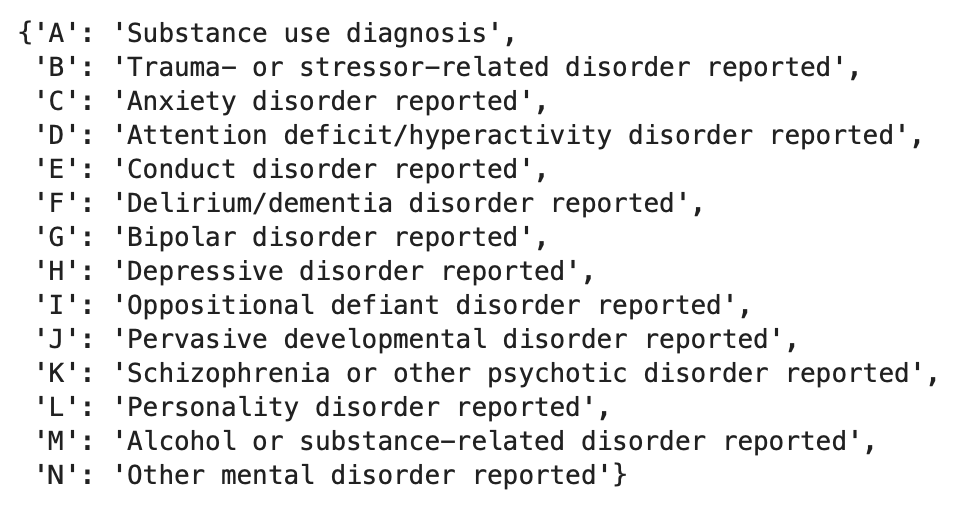 {'A': 'Substance use diagnosis',
'B': 'Trauma- or stressor-related disorder reported',
'C': 'Anxiety disorder reported',
'D': 'Attention deficit/hyperactivity disorder reported',
'E': 'Conduct disorder reported',
'F': 'Delirium/dementia disorder reported',
'G': 'Bipolar disorder reported',
'H': 'Depressive disorder reported',
'I': 'Oppositional defiant disorder reported',
'J': 'Pervasive developmental disorder reported',
'K': 'Schizophrenia or other psychotic disorder reported',
'L': 'Personality disorder reported',
'M': 'Alcohol or substance-related disorder reported',
'N': 'Other mental disorder reported'}